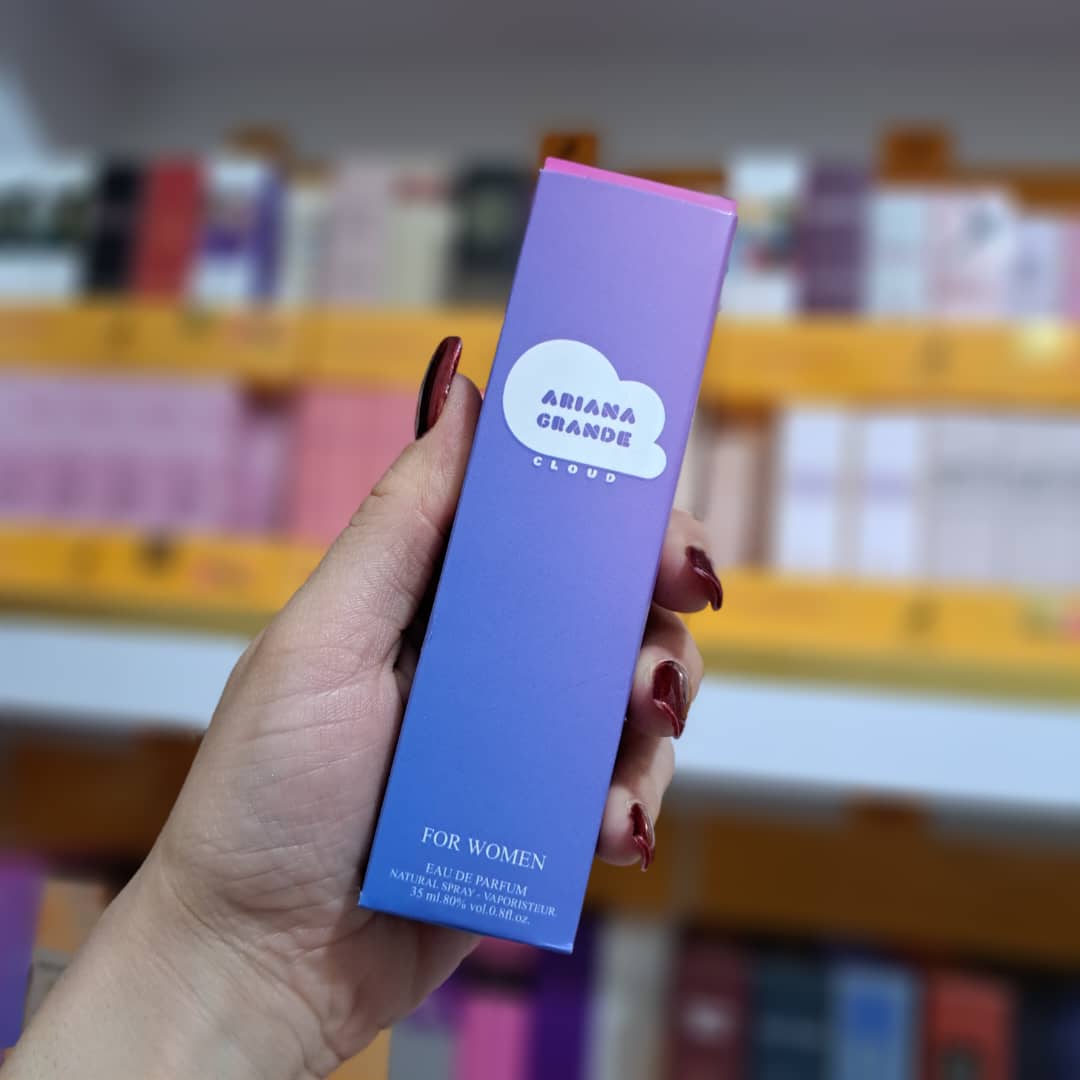 ARIANA
GRANDE
CLOUD
FOR WOMEN
EAU DE PARFUM
NATURAL SPRAY - VAPORISTEUR
35 ml.80% vol.0.8fl.oz.